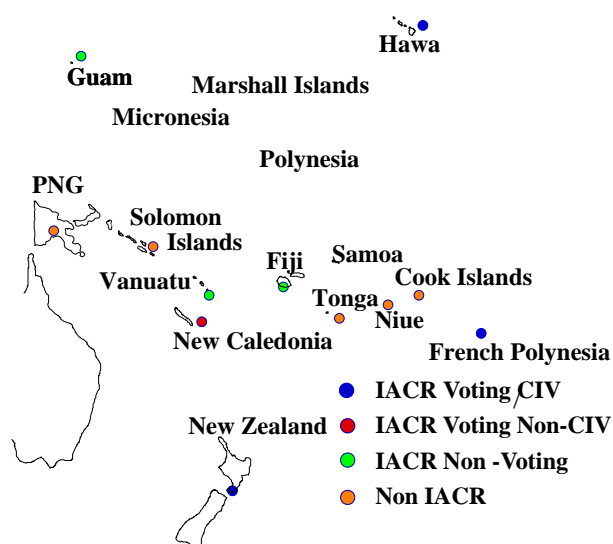 Hawa
Guam
Marshall Islands
Micronesia
Polynesia
PNG
Solomon
Islands
Samoa
Fiji
Cook Islands
Vanuatu
Tonga
Niue
New Caledonia
French Polynesia
IACR Voting/CIV
New Zealand
IACR Voting Non-CIV
IACR Non -Voting
Non IACR